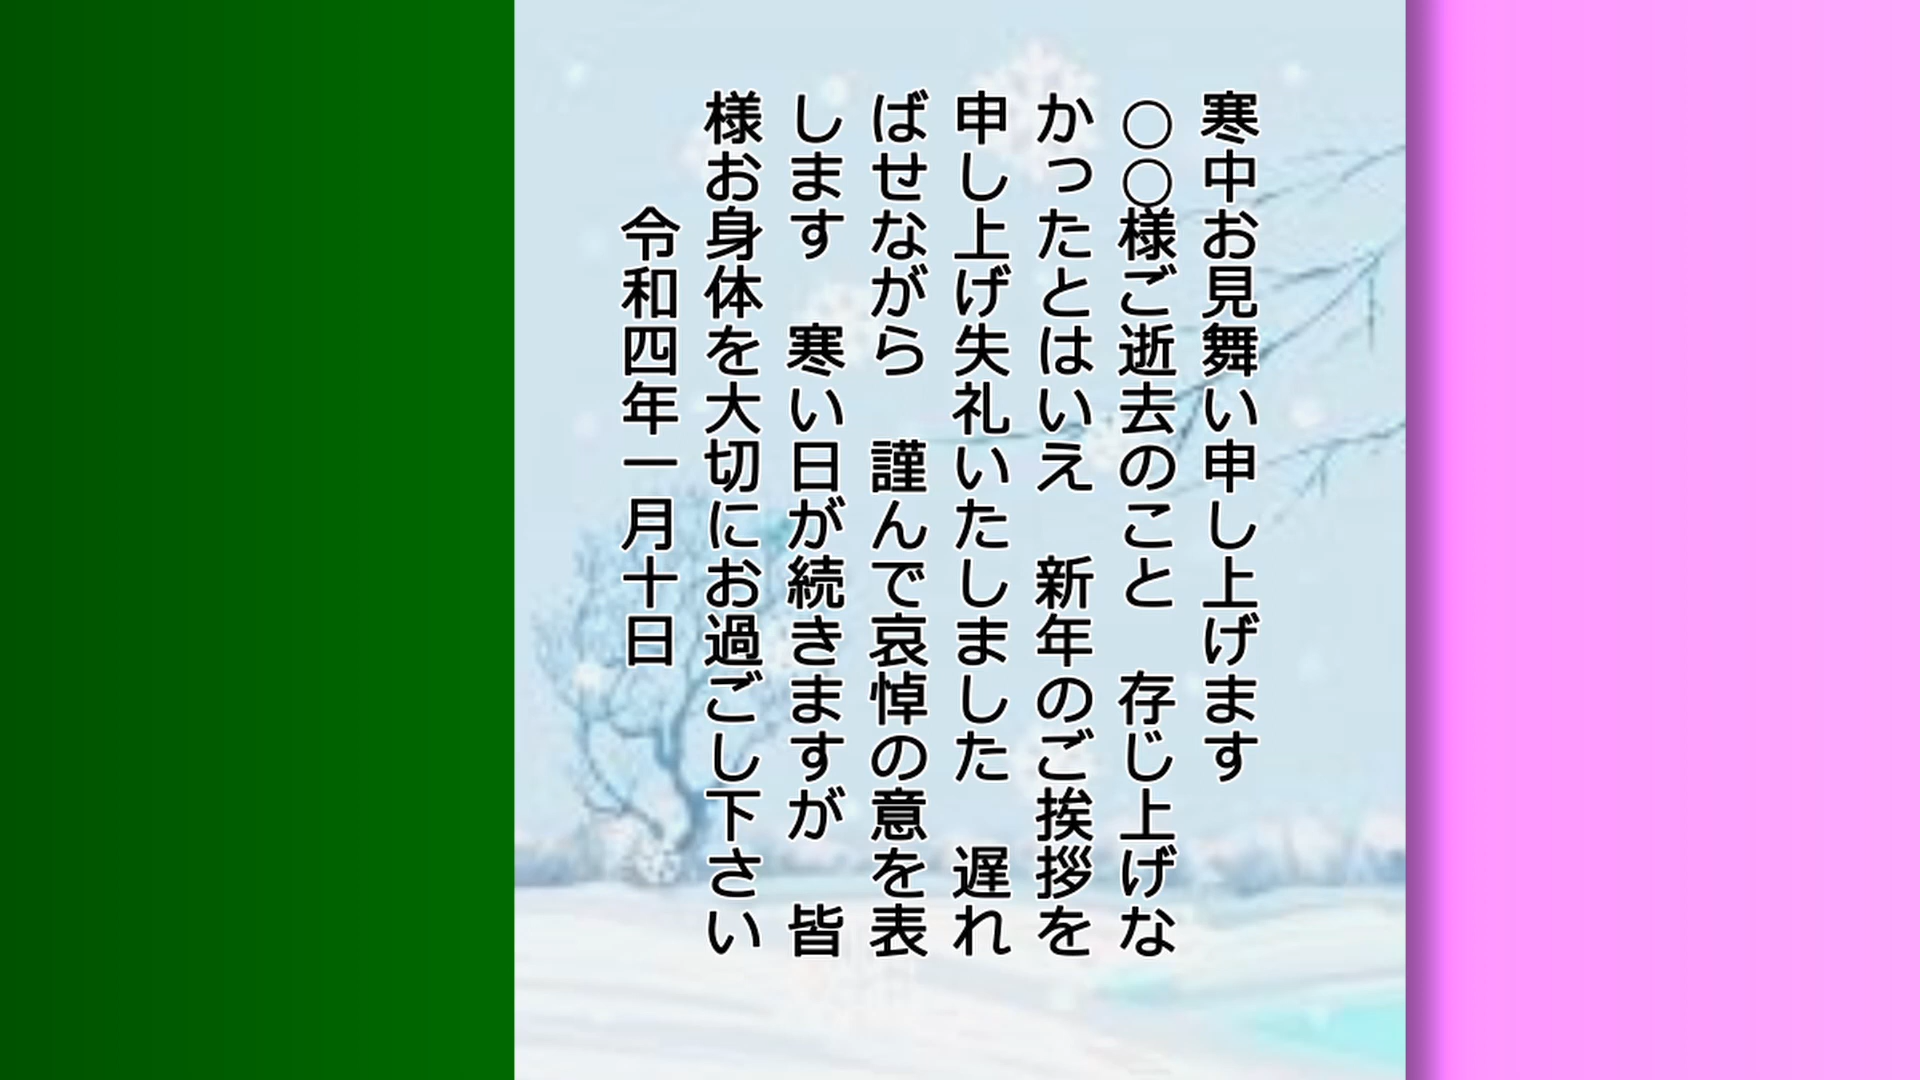 寒中お見舞い申し上げます
○○様ご逝去のこと　存じ上げな
かったとはいえ　新年のご挨拶を
申し上げ失礼いたしました　遅れ
ばせながら　謹んで哀悼の意を表
します　寒い日が続きますが　皆
様お身体を大切にお過ごし下さい
令和四年一月十日